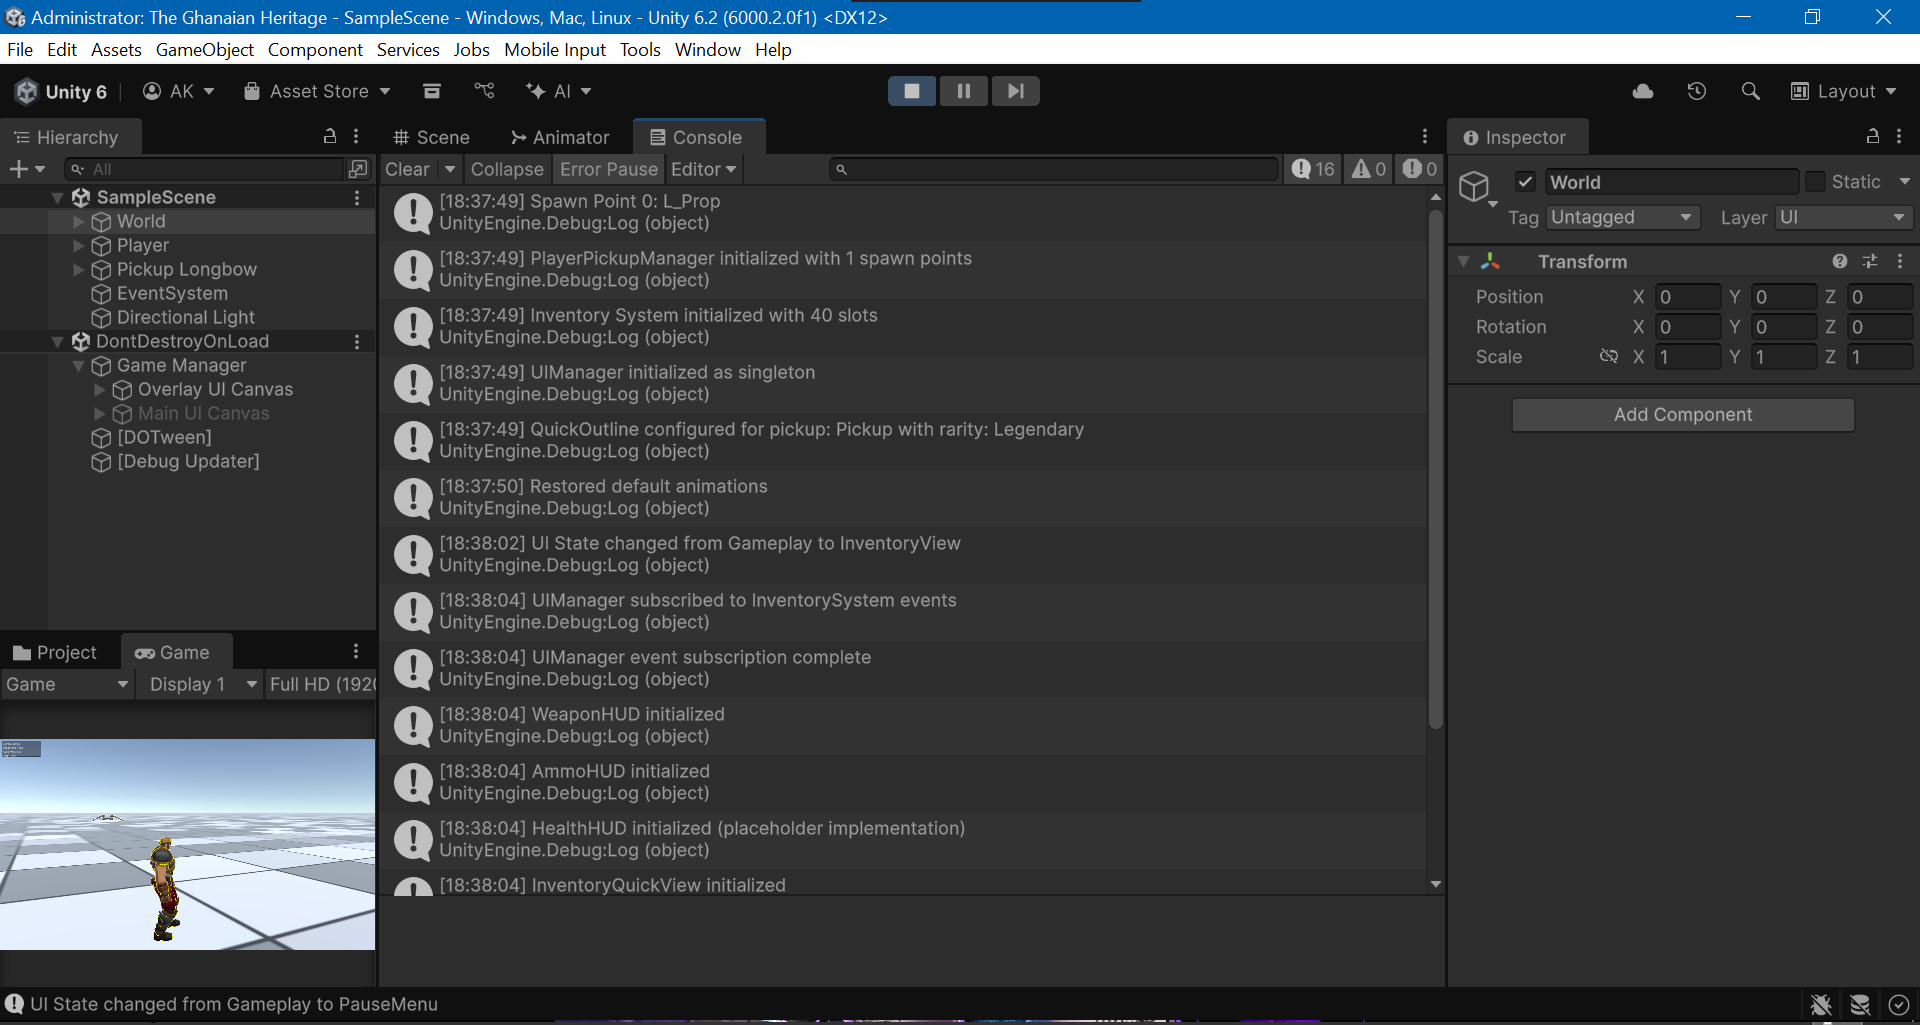 Administrator: The Ghanaian Heritage - SampleScene - Windows, Mac, Linux - Unity 6.2 (6000.2.0f1) <DX12>
File Edit Assets GameObject Component Services Jobs Mobile Input Tools Window Help
Unity 6 AK Asset Store AI Layout
Hierarchy
All
SampleScene
World
Player
Pickup Longbow
EventSystem
Directional Light
DontDestroyOnLoad
Game Manager
Overlay UI Canvas
Main UI Canvas
[DOTween]
[Debug Updater]
Project Game
Game Display 1 Full HD (192
Scene Animator Console
Clear Collapse Error Pause Editor 16 0 0
[18:37:49] Spawn Point 0: L_Prop
UnityEngine.Debug:Log (object)
[18:37:49] PlayerPickupManager initialized with 1 spawn points
UnityEngine.Debug:Log (object)
[18:37:49] Inventory System initialized with 40 slots
UnityEngine.Debug:Log (object)
[18:37:49] UIManager initialized as singleton
UnityEngine.Debug:Log (object)
[18:37:49] QuickOutline configured for pickup: Pickup with rarity: Legendary
UnityEngine.Debug:Log (object)
[18:37:50] Restored default animations
UnityEngine.Debug:Log (object)
[18:38:02] UI State changed from Gameplay to InventoryView
UnityEngine.Debug:Log (object)
[18:38:04] UIManager subscribed to InventorySystem events
UnityEngine.Debug:Log (object)
[18:38:04] UIManager event subscription complete
UnityEngine.Debug:Log (object)
[18:38:04] WeaponHUD initialized
UnityEngine.Debug:Log (object)
[18:38:04] AmmoHUD initialized
UnityEngine.Debug:Log (object)
[18:38:04] HealthHUD initialized (placeholder implementation)
UnityEngine.Debug:Log (object)
[18:38:04] InventoryQuickView initialized
Inspector
World Static
Tag Untagged Layer UI
Transform
Position X 0 Y 0 Z 0
Rotation X 0 Y 0 Z 0
Scale X 1 Y 1 Z 1
Add Component
UI State changed from Gameplay to PauseMenu